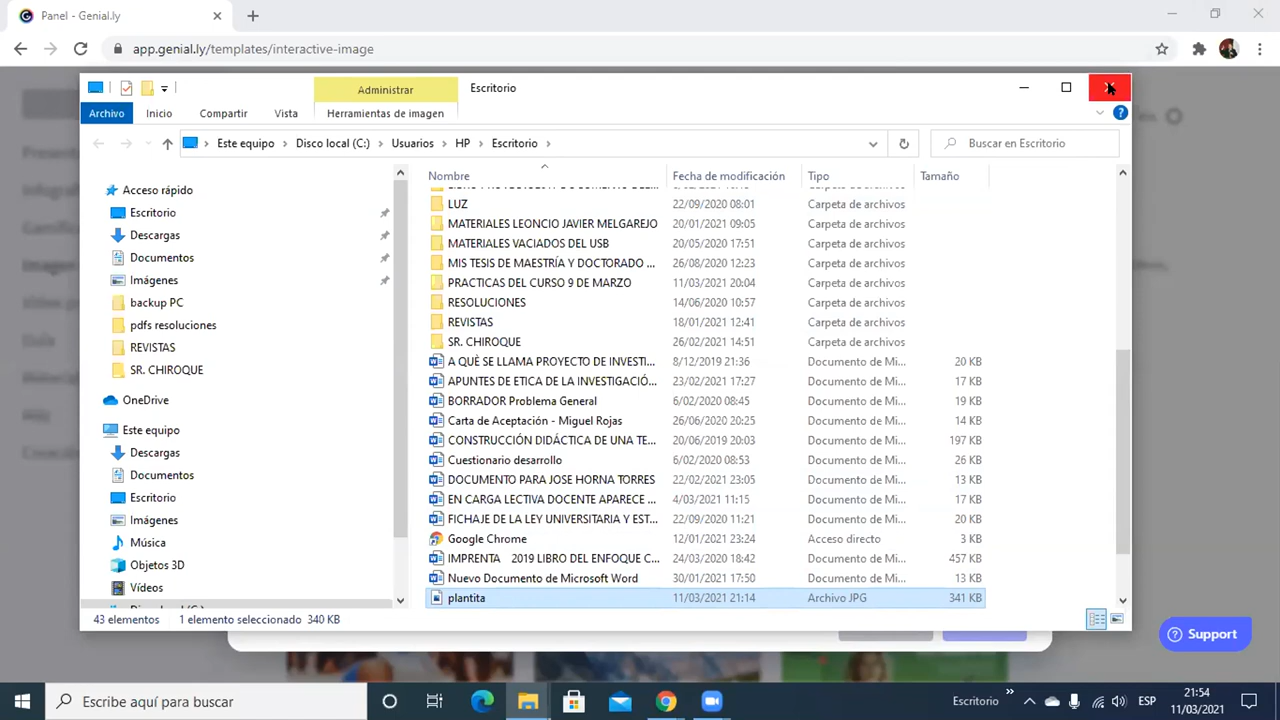 Panel - Genial.ly
app.genial.ly/templates/interactive-image
Administrar
Escritorio
Archivo Inicio Compartir Vista Herramientas de imagen
Este equipo Disco local (C:) Usuarios HP Escritorio
Buscar en Escritorio
Nombre Fecha de modificación Tipo Tamaño
Acceso rápido
Escritorio
Descargas
Documentos
Imágenes
backup PC
pdfs resoluciones
REVISTAS
SR. CHIROQUE
OneDrive
Este equipo
Descargas
Documentos
Escritorio
Imágenes
Música
Objetos 3D
Vídeos
LUZ 22/09/2020 08:01 Carpeta de archivos
MATERIALES LEONCIO JAVIER MELGAREJO 20/01/2021 09:05 Carpeta de archivos
MATERIALES VACIADOS DEL USB 20/05/2020 17:51 Carpeta de archivos
MIS TESIS DE MAESTRÍA Y DOCTORADO ... 26/08/2020 12:23 Carpeta de archivos
PRACTICAS DEL CURSO 9 DE MARZO 11/03/2021 20:04 Carpeta de archivos
RESOLUCIONES 14/06/2020 10:57 Carpeta de archivos
REVISTAS 18/01/2021 12:41 Carpeta de archivos
SR. CHIROQUE 26/02/2021 14:51 Carpeta de archivos
A QUÈ SE LLAMA PROYECTO DE INVESTI... 8/12/2019 21:36 Documento de Mi... 20 KB
APUNTES DE ETICA DE LA INVESTIGACIÓ... 23/02/2021 17:27 Documento de Mi... 17 KB
BORRADOR Problema General 6/02/2020 08:45 Documento de Mi... 19 KB
Carta de Aceptación - Miguel Rojas 26/06/2020 20:25 Documento de Mi... 14 KB
CONSTRUCCIÓN DIDÁCTICA DE UNA TE... 20/06/2019 20:03 Documento de Mi... 197 KB
Cuestionario desarrollo 6/02/2020 08:53 Documento de Mi... 26 KB
DOCUMENTO PARA JOSE HORNA TORRES 22/02/2021 23:05 Documento de Mi... 13 KB
EN CARGA LECTIVA DOCENTE APARECE ... 4/03/2021 11:15 Documento de Mi... 17 KB
FICHAJE DE LA LEY UNIVERSITARIA Y EST... 22/09/2020 11:21 Documento de Mi... 20 KB
Google Chrome 12/01/2021 23:24 Acceso directo 3 KB
IMPRENTA 2019 LIBRO DEL ENFOQUE C... 24/03/2020 18:42 Documento de Mi... 457 KB
Nuevo Documento de Microsoft Word 30/01/2021 17:50 Documento de Mi... 13 KB
plantita 11/03/2021 21:14 Archivo JPG 341 KB
43 elementos 1 elemento seleccionado 340 KB
Support
Escribe aquí para buscar
Escritorio
ESP
21:54
11/03/2021